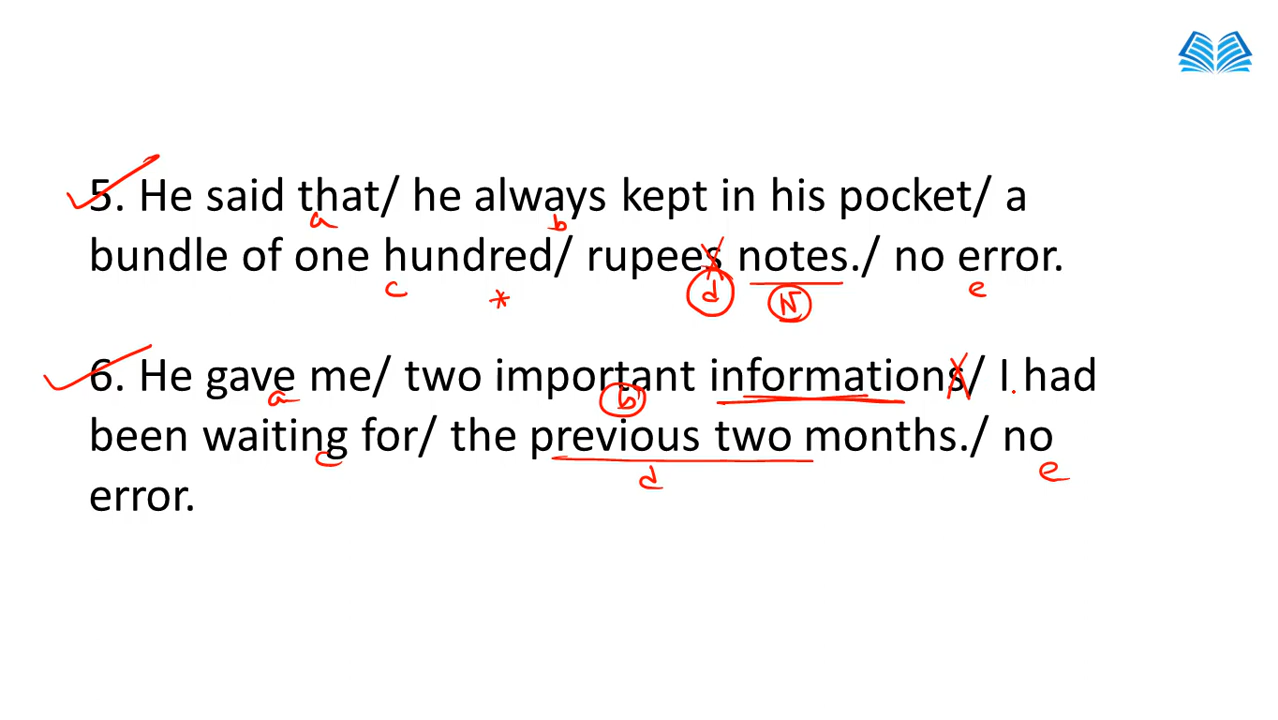 5. He said that/ he always kept in his pocket/ a
a b
bundle of one hundred/ rupees notes./ no error.
c * d N e
6. He gave me/ two important informations/ I had
a b
been waiting for/ the previous two months./ no
c d e
error.